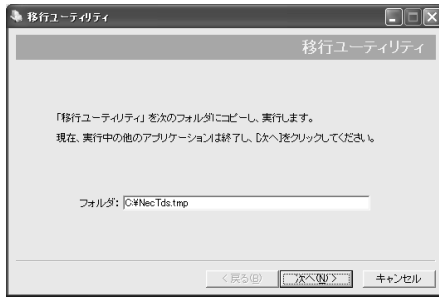 移行ユーティリティ
移行ユーティリティ
「移行ユーティリティ」を次のフォルダにコピーし、実行します。
現在、実行中の他のアプリケーションは終了し、[次へ]をクリックしてください。
フォルダ: C:¥NecTds.tmp
< 戻る(B) 次へ(N) > キャンセル